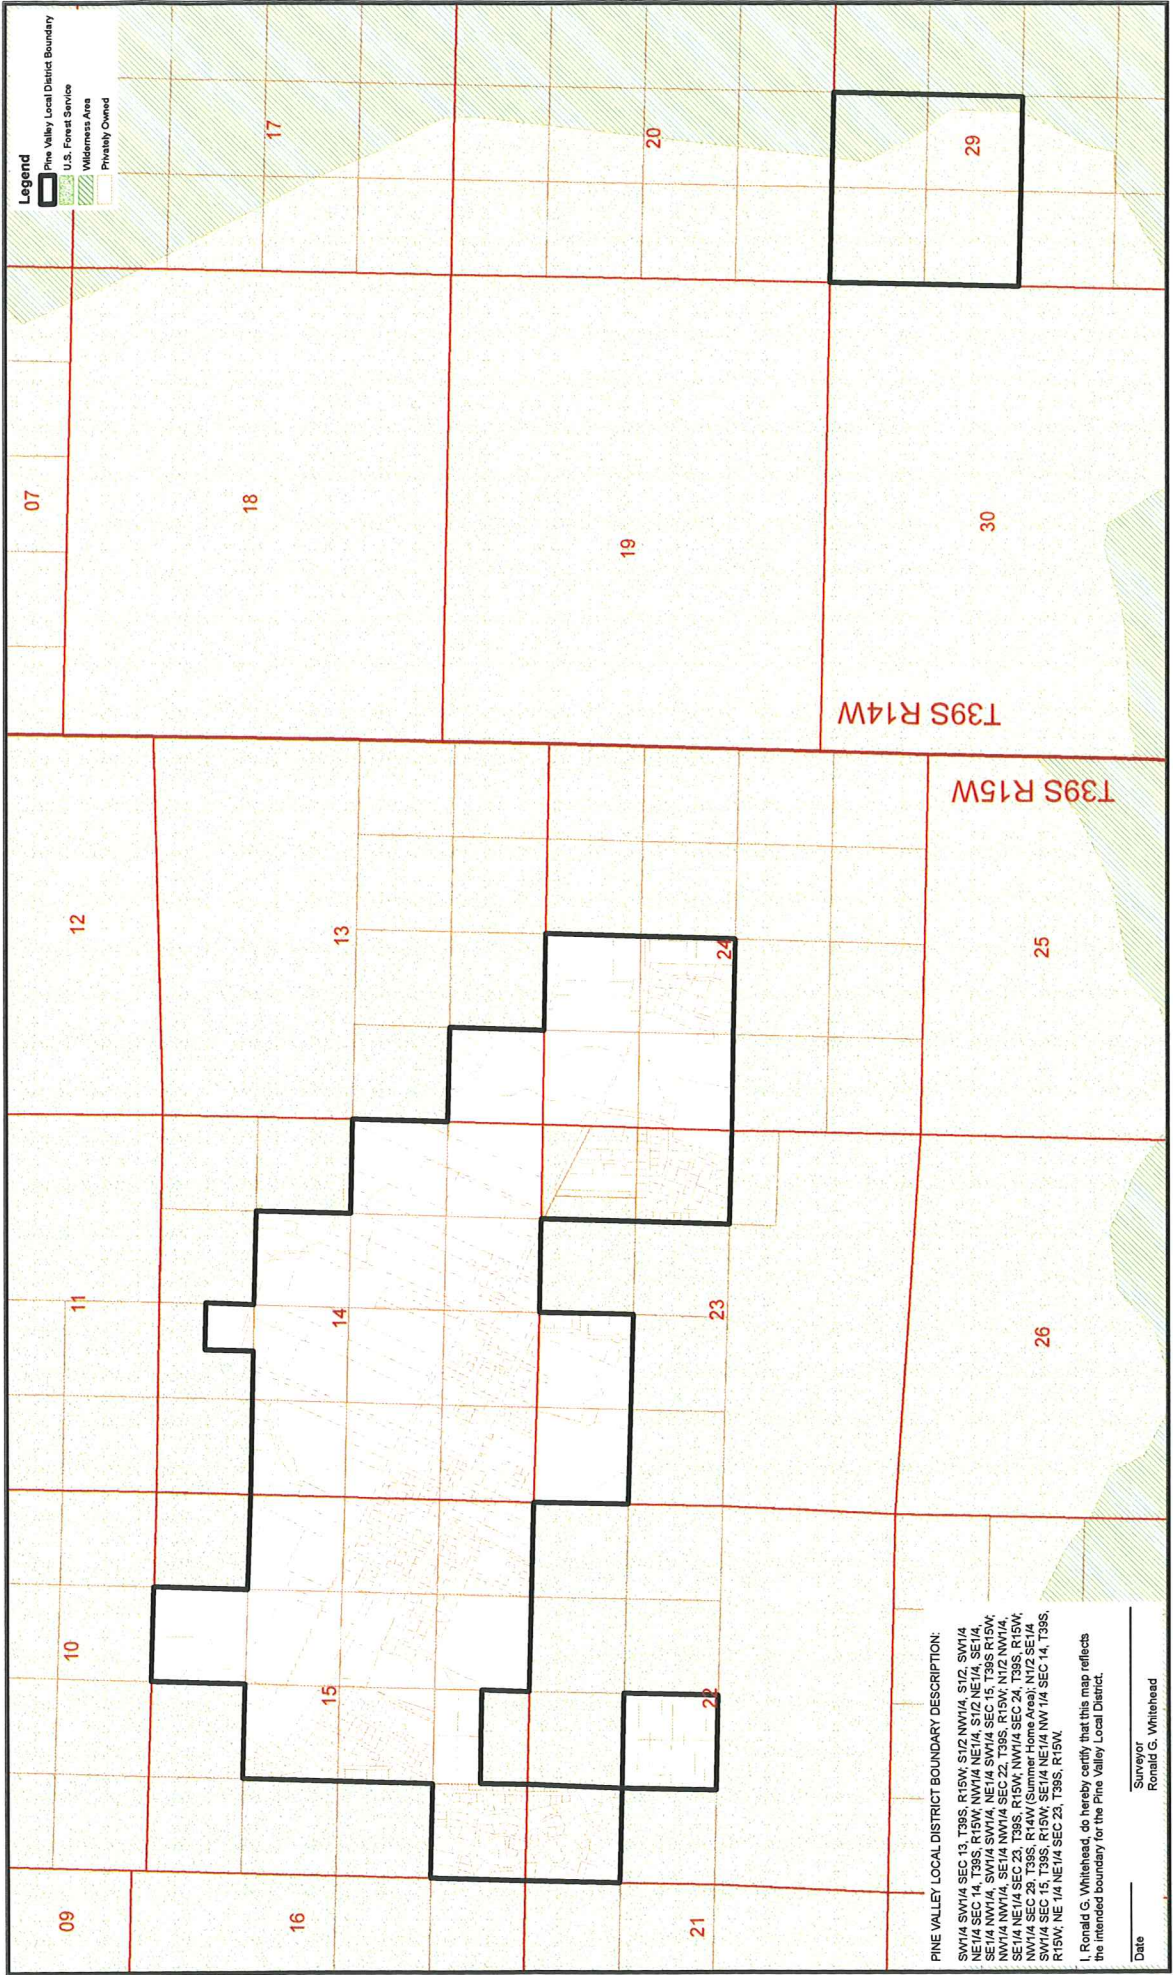 Legend
Pine Valley Local District Boundary
U.S. Forest Service
Wilderness Area
Privately Owned
09
10
11
12
07
16
15
14
13
18
17
21
22
23
24
19
20
26
25
30
29
T39S R15W
T39S R14W
PINE VALLEY LOCAL DISTRICT BOUNDARY DESCRIPTION:
SW1/4 SW1/4 SEC 13, T39S, R15W; S1/2 NW1/4, S1/2, SW1/4
NE1/4 SEC 14, T39S, R15W; NW1/4 NE1/4, S1/2 NE1/4, SE1/4,
SE1/4 NW1/4, SW1/4 SW1/4, NE1/4 SW1/4 SEC 15, T39S R15W;
NW1/4 NW1/4, SE1/4 NW1/4 SEC 22, T39S, R15W; N1/2 NW1/4,
SE1/4 NE1/4 SEC 23, T39S, R15W; NW1/4 SEC 24, T39S, R15W;
NW1/4 SEC 29, T39S, R14W (Summer Home Area); N1/2 SE1/4
SW1/4 SEC 15, T39S, R15W; SE1/4 NE1/4 NW 1/4 SEC 14, T39S,
R15W; NE 1/4 NE1/4 SEC 23, T39S, R15W.
I, Ronald G. Whitehead, do hereby certify that this map reflects
the intended boundary for the Pine Valley Local District.
Date
Surveyor
Ronald G. Whitehead